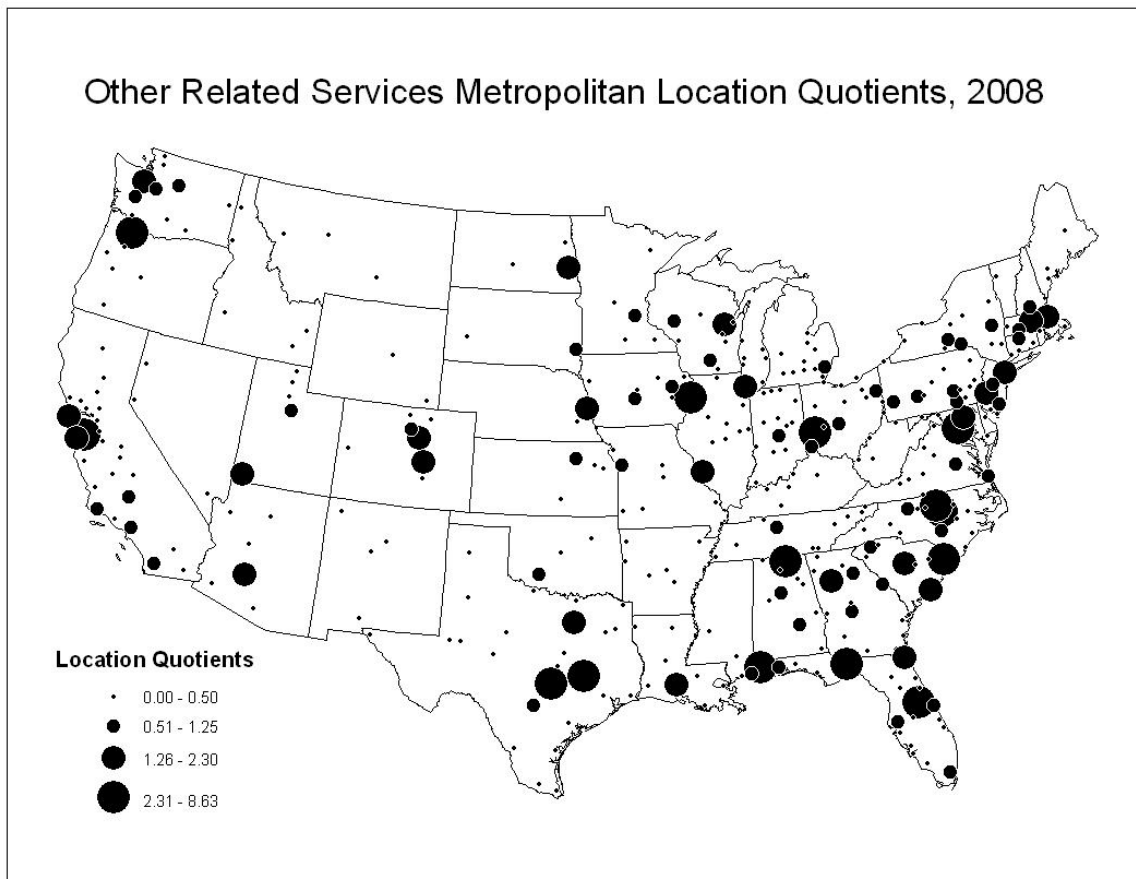 Other Related Services Metropolitan Location Quotients, 2008
Location Quotients
0.00 - 0.50
0.51 - 1.25
1.26 - 2.30
2.31 - 8.63